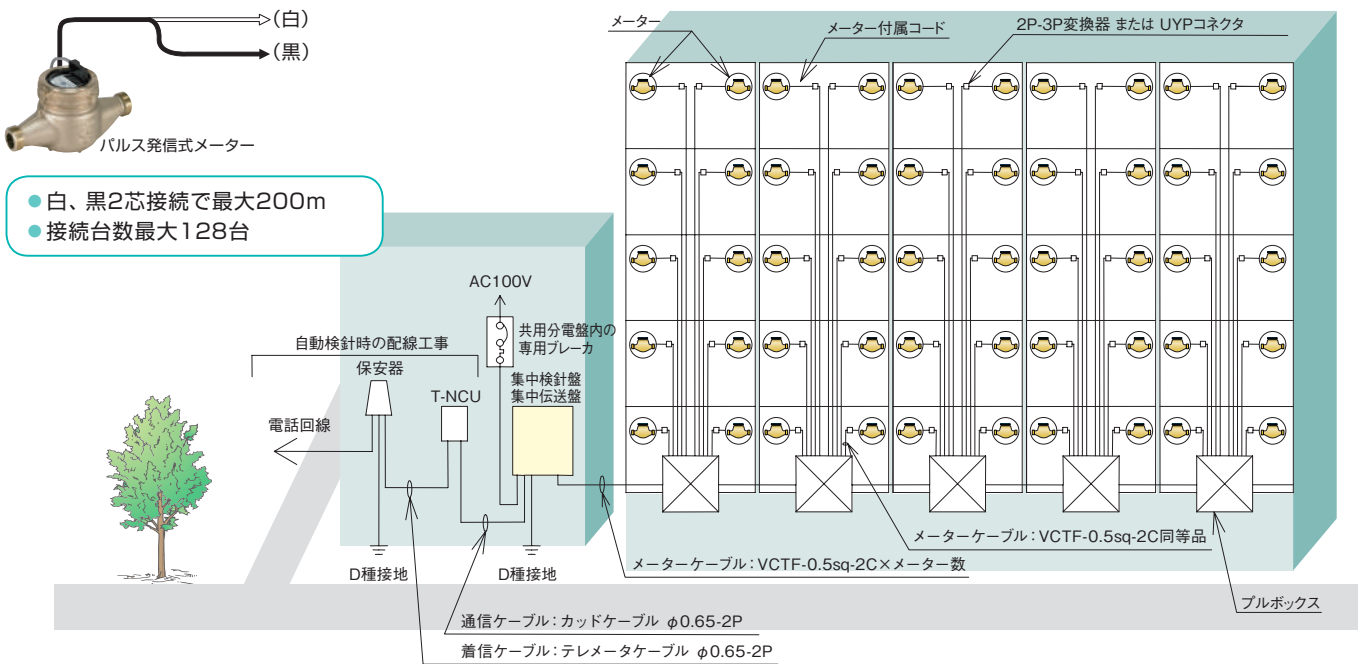 (白)
(黒)
パルス発信式メーター
●白、黒2芯接続で最大200m
●接続台数最大128台
メーター
メーター付属コード
2P-3P変換器 または UYPコネクタ
AC100V
共用分電盤内の
専用ブレーカ
自動検針時の配線工事
保安器
T-NCU
集中検針盤
集中伝送盤
電話回線
D種接地
D種接地
メーターケーブル:VCTF-0.5sq-2C同等品
メーターケーブル:VCTF-0.5sq-2C×メーター数
プルボックス
通信ケーブル:カッドケーブル φ0.65-2P
着信ケーブル:テレメータケーブル φ0.65-2P